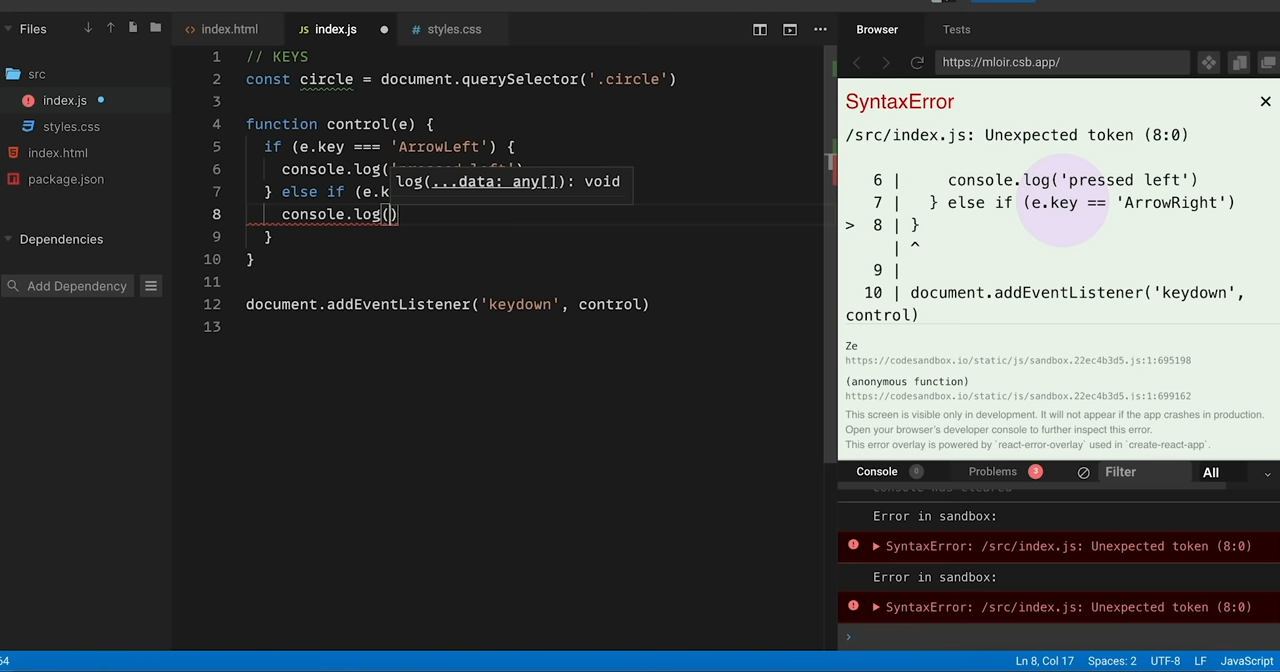 Files
index.html
JS index.js
# styles.css
Browser
Tests
src
index.js
styles.css
index.html
package.json
Dependencies
Add Dependency
1 // KEYS
2 const circle = document.querySelector('.circle')
3
4 function control(e) {
5 if (e.key === 'ArrowLeft') {
6 console.log(
7 } else if (e.k
log(...data: any[]): void
8 console.log()
9 }
10 }
11
12 document.addEventListener('keydown', control)
13
https://mloir.csb.app/
SyntaxError
/src/index.js: Unexpected token (8:0)
6 | console.log('pressed left')
7 | } else if (e.key == 'ArrowRight')
> 8 | }
| ^
9 |
10 | document.addEventListener('keydown',
control)
Ze
https://codesandbox.io/static/js/sandbox.22ec4b3d5.js:1:695198
(anonymous function)
https://codesandbox.io/static/js/sandbox.22ec4b3d5.js:1:699162
This screen is visible only in development. It will not appear if the app crashes in production.
Open your browser's developer console to further inspect this error.
This error overlay is powered by `react-error-overlay` used in `create-react-app`.
Console 0
Problems 3
Filter
All
Console was cleared
Error in sandbox:
SyntaxError: /src/index.js: Unexpected token (8:0)
Error in sandbox:
SyntaxError: /src/index.js: Unexpected token (8:0)
64
Ln 8, Col 17
Spaces: 2
UTF-8
LF
JavaScript